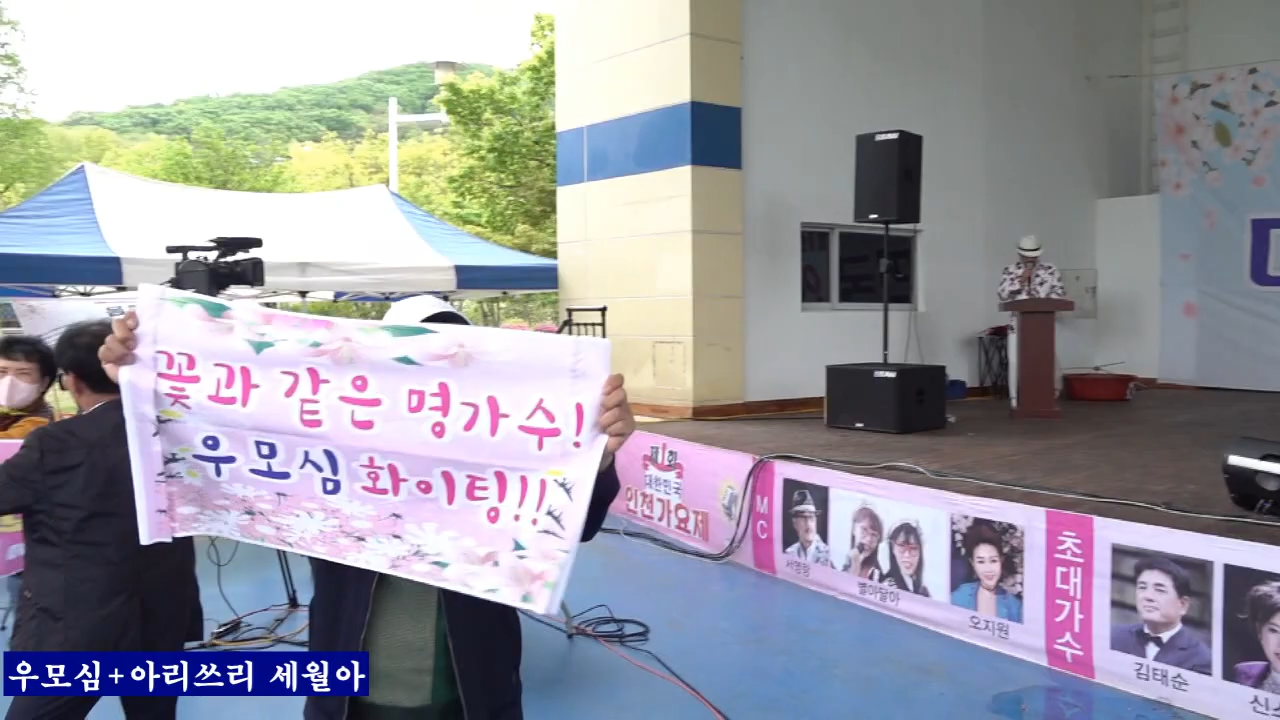 꽃과 같은 명가수!
우모심 화이팅!!
제1회
대한민국
인천가요제
MC
서영랑
별아달아
오지원
초대가수
김태순
우모심+아리쓰리 세월아